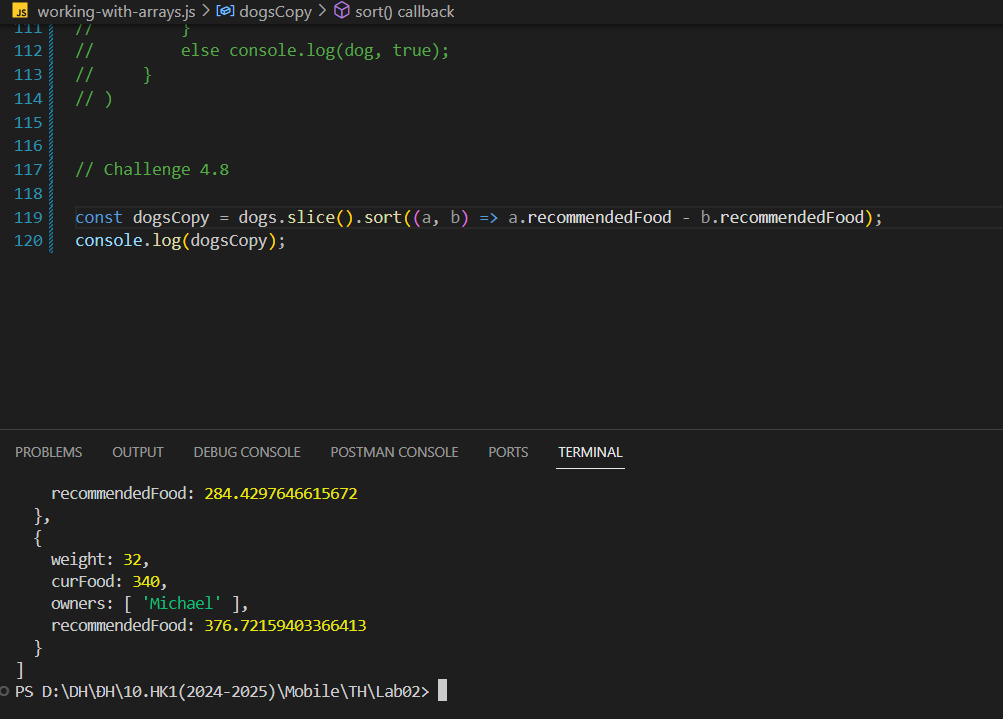 JS working-with-arrays.js > dogsCopy > sort() callback
111 // }
112 // else console.log(dog, true);
113 // }
114 // )
115
116
117 // Challenge 4.8
118
119 const dogsCopy = dogs.slice().sort((a, b) => a.recommendedFood - b.recommendedFood);
120 console.log(dogsCopy);
PROBLEMS OUTPUT DEBUG CONSOLE POSTMAN CONSOLE PORTS TERMINAL
recommendedFood: 284.4297646615672
},
{
weight: 32,
curFood: 340,
owners: [ 'Michael' ],
recommendedFood: 376.72159403366413
}
]
PS D:\DH\ĐH\10.HK1(2024-2025)\Mobile\TH\Lab02>